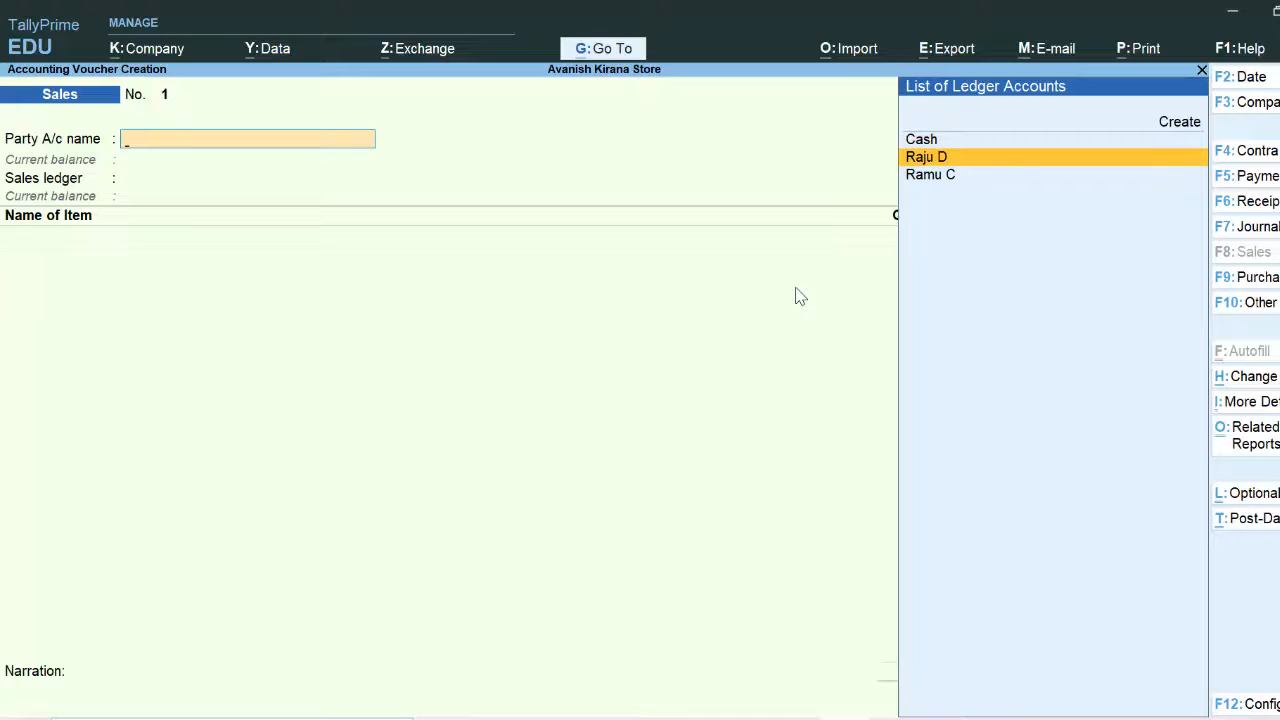 TallyPrime
EDU
MANAGE
K:Company
Y:Data
Z:Exchange
G:Go To
O:Import
E:Export
M:E-mail
P:Print
F1:Help
Accounting Voucher Creation
Avanish Kirana Store
Sales No. 1
Party A/c name :
Current balance :
Sales ledger :
Current balance :
Name of Item
Narration:
List of Ledger Accounts
Create
Cash
Raju D
Ramu C
F2: Date
F3: Compa
F4: Contra
F5: Payme
F6: Receip
F7: Journa
F8: Sales
F9: Purcha
F10: Other
F: Autofill
H: Change
I: More Det
O: Related
Reports
L: Optional
T: Post-Da
F12: Config